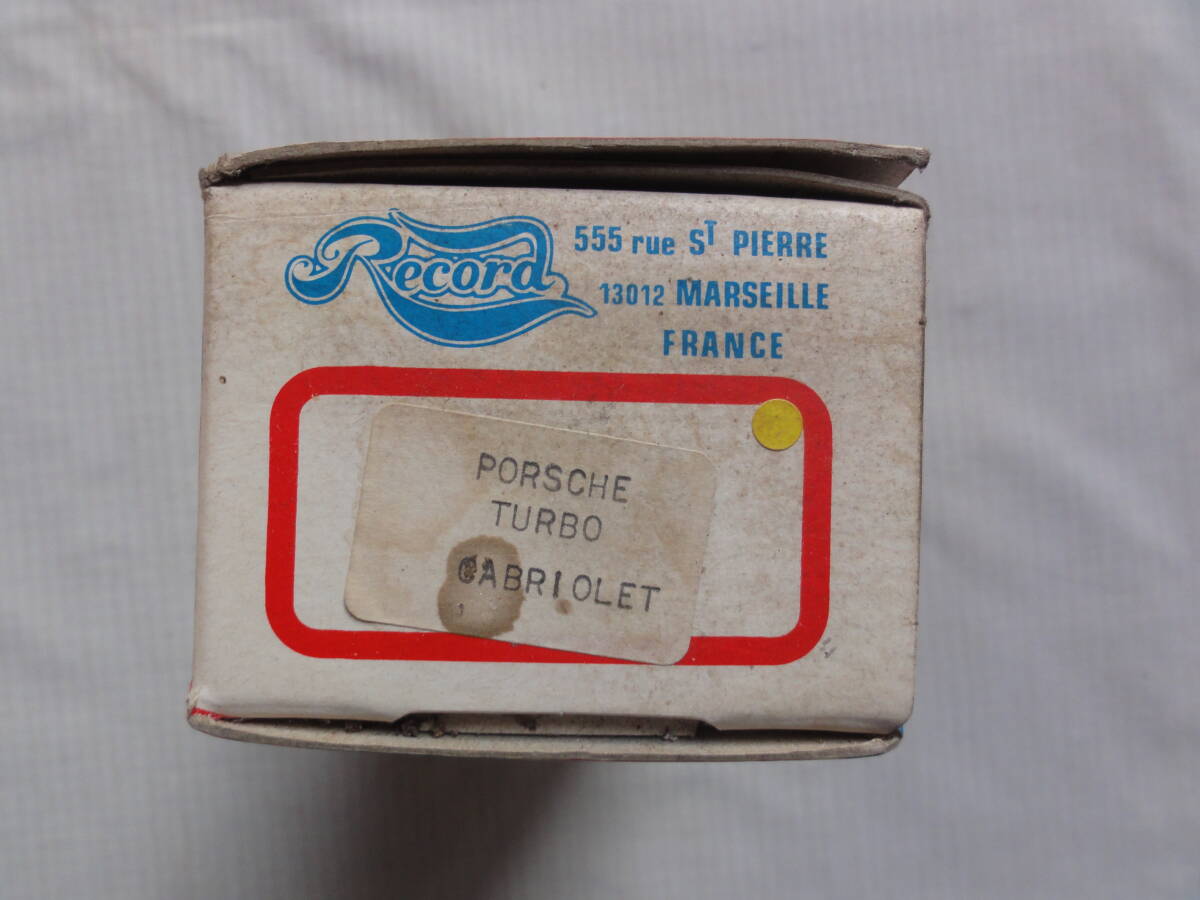 Record
555 rue ST PIERRE
13012 MARSEILLE
FRANCE
PORSCHE
TURBO
CABRIOLET